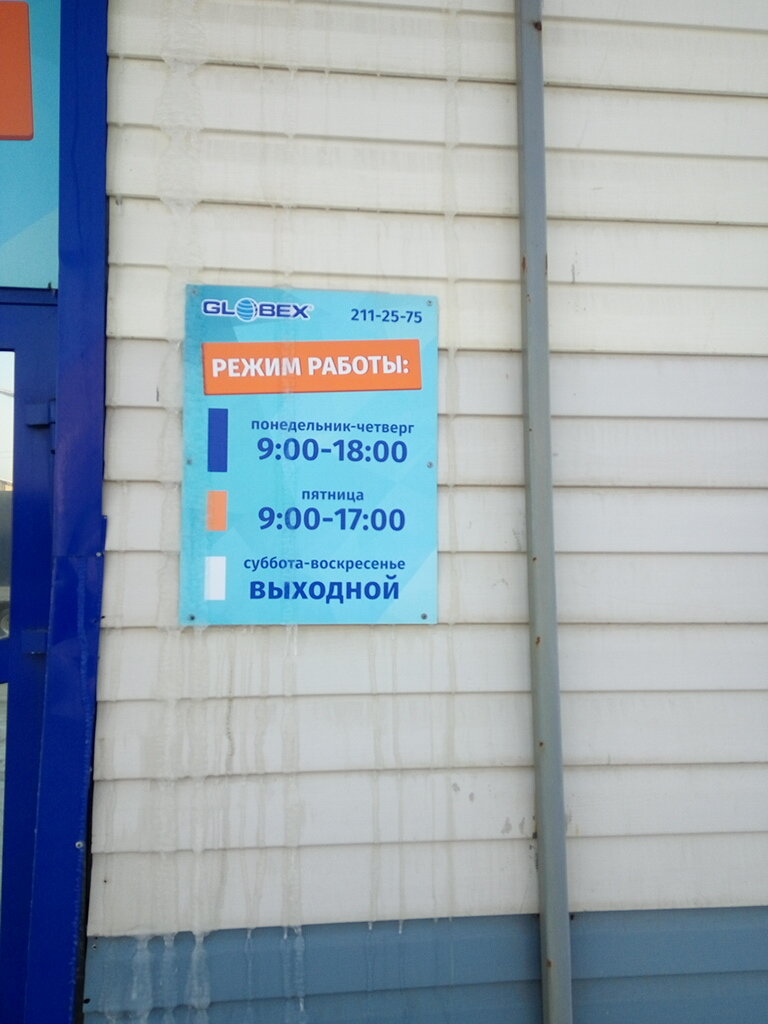 GLOBEX®
211-25-75
РЕЖИМ РАБОТЫ:
понедельник-четверг
9:00-18:00
пятница
9:00-17:00
суббота-воскресенье
ВЫХОДНОЙ